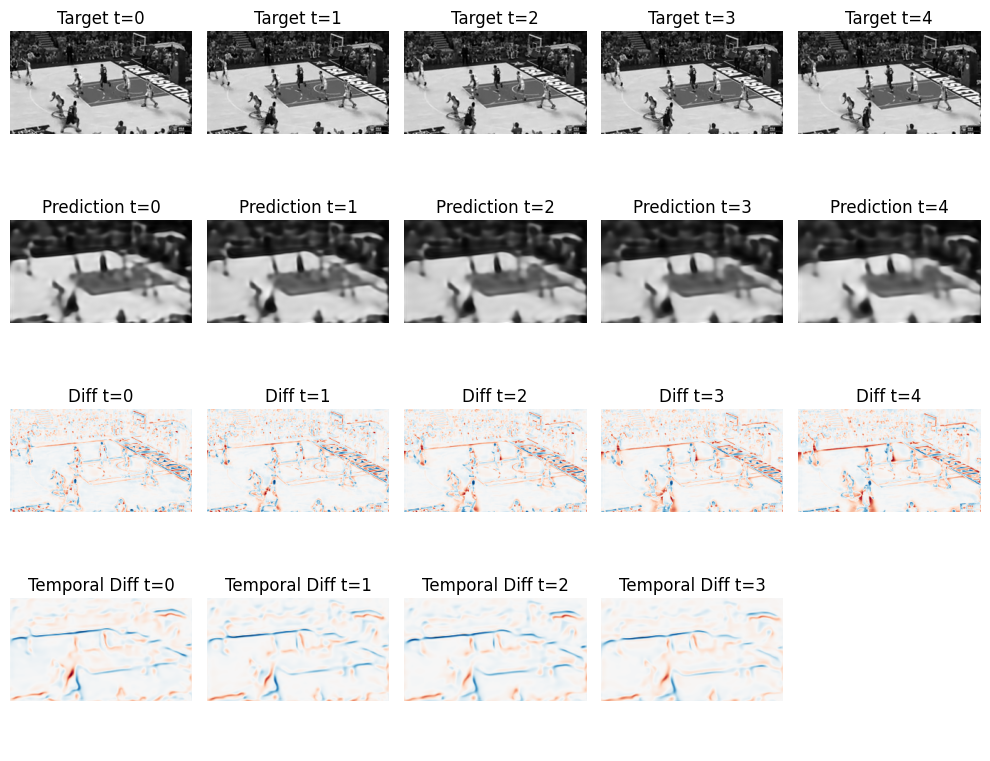 Target t=0
Target t=1
Target t=2
Target t=3
Target t=4
Prediction t=0
Prediction t=1
Prediction t=2
Prediction t=3
Prediction t=4
Diff t=0
Diff t=1
Diff t=2
Diff t=3
Diff t=4
Temporal Diff t=0
Temporal Diff t=1
Temporal Diff t=2
Temporal Diff t=3